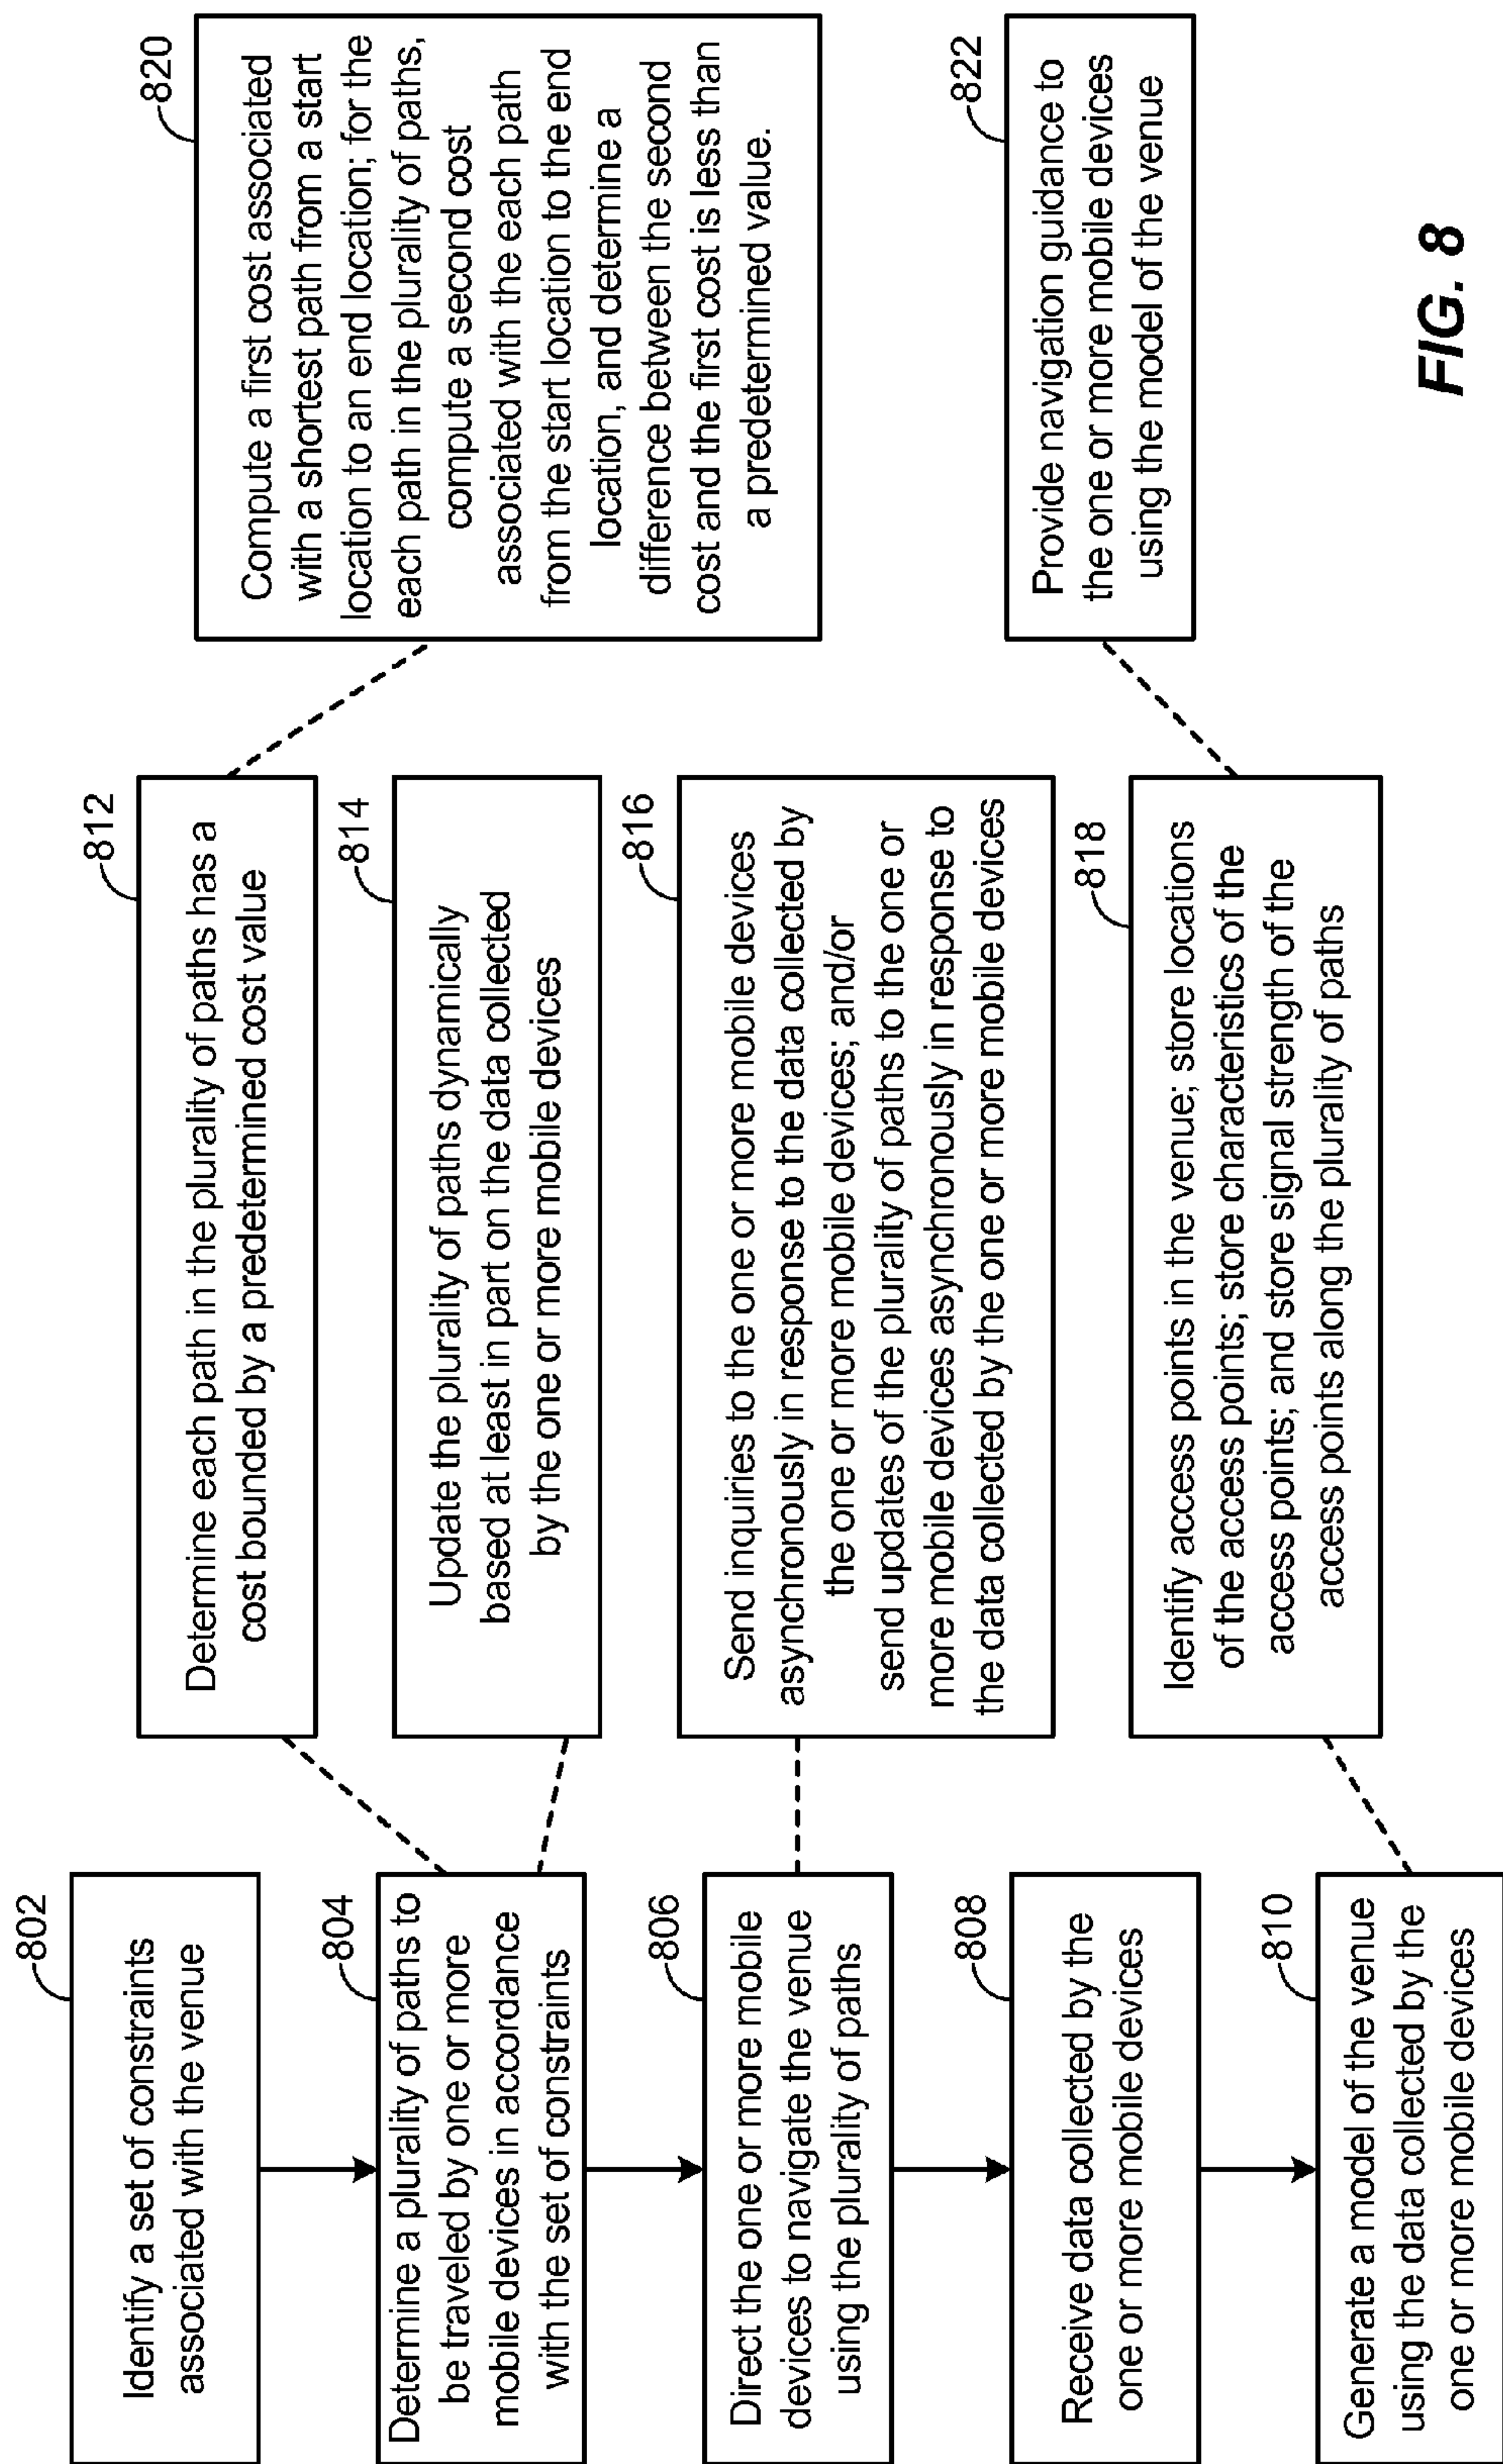 802
Identify a set of constraints
associated with the venue
804
Determine a plurality of paths to
be traveled by one or more
mobile devices in accordance
with the set of constraints
806
Direct the one or more mobile
devices to navigate the venue
using the plurality of paths
808
Receive data collected by the
one or more mobile devices
810
Generate a model of the venue
using the data collected by the
one or more mobile devices
812
Determine each path in the plurality of paths has a
cost bounded by a predetermined cost value
814
Update the plurality of paths dynamically
based at least in part on the data collected
by the one or more mobile devices
816
Send inquiries to the one or more mobile devices
asynchronously in response to the data collected by
the one or more mobile devices; and/or
send updates of the plurality of paths to the one or
more mobile devices asynchronously in response to
the data collected by the one or more mobile devices
818
Identify access points in the venue; store locations
of the access points; store characteristics of the
access points; and store signal strength of the
access points along the plurality of paths
820
Compute a first cost associated
with a shortest path from a start
location to an end location; for the
each path in the plurality of paths,
compute a second cost
associated with the each path
from the start location to the end
location, and determine a
difference between the second
cost and the first cost is less than
a predetermined value.
822
Provide navigation guidance to
the one or more mobile devices
using the model of the venue
FIG. 8